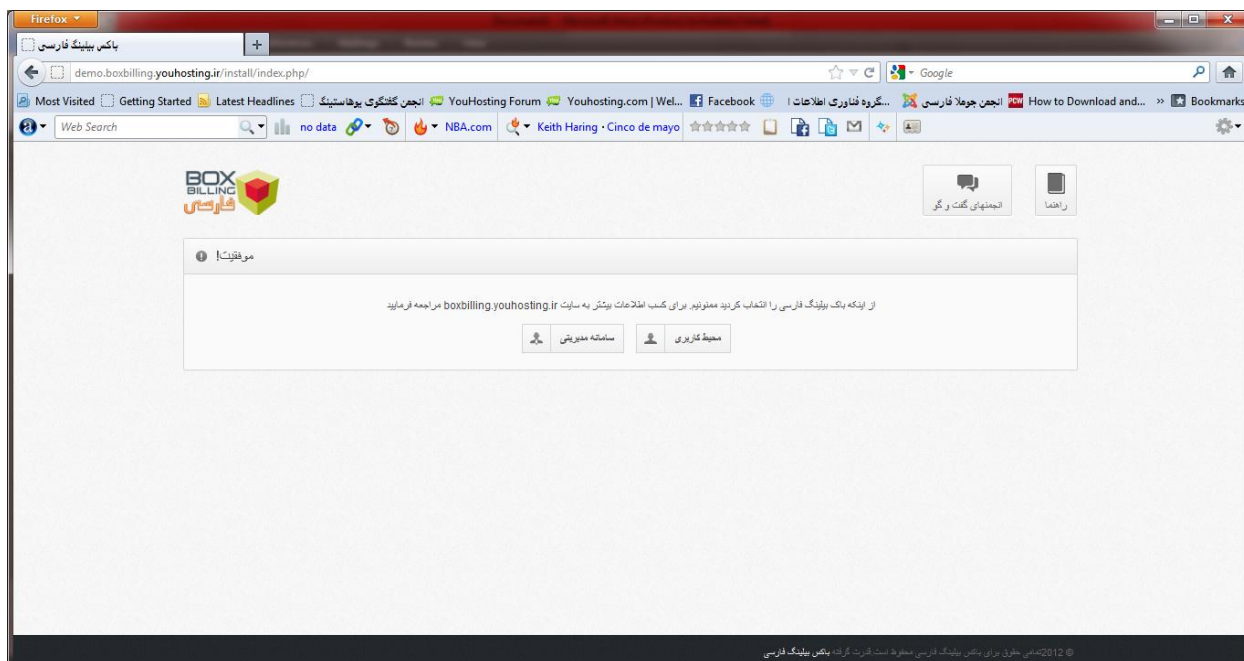 Firefox
باکس بیلینگ فارسی
demo.boxbilling.youhosting.ir/install/index.php/
Google
Most Visited Getting Started Latest Headlines انجمن گفتگوی یوهاستینگ YouHosting Forum Youhosting.com | Wel... Facebook گروه فناوری اطلاعات ا... انجمن جوملا فارسی How to Download and... » Bookmarks
Web Search no data NBA.com Keith Haring · Cinco de mayo
BOX
BILLING
فارسی
راهنما
انجمنهای گفت و گو
موفقیت!
از اینکه باک بیلینگ فارسی را انتخاب کردید ممنونیم. برای کسب اطلاعات بیشتر به سایت boxbilling.youhosting.ir مراجعه فرمایید
محیط کاربری
سامانه مدیریتی
© 2012تمامی حقوق برای باکس بیلینگ فارسی محفوظ است.قدرت گرفته باکس بیلینگ فارسی